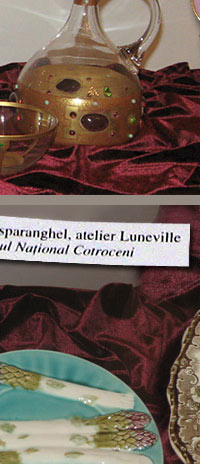 sparanghel, atelier Luneville
ul Național Cotroceni